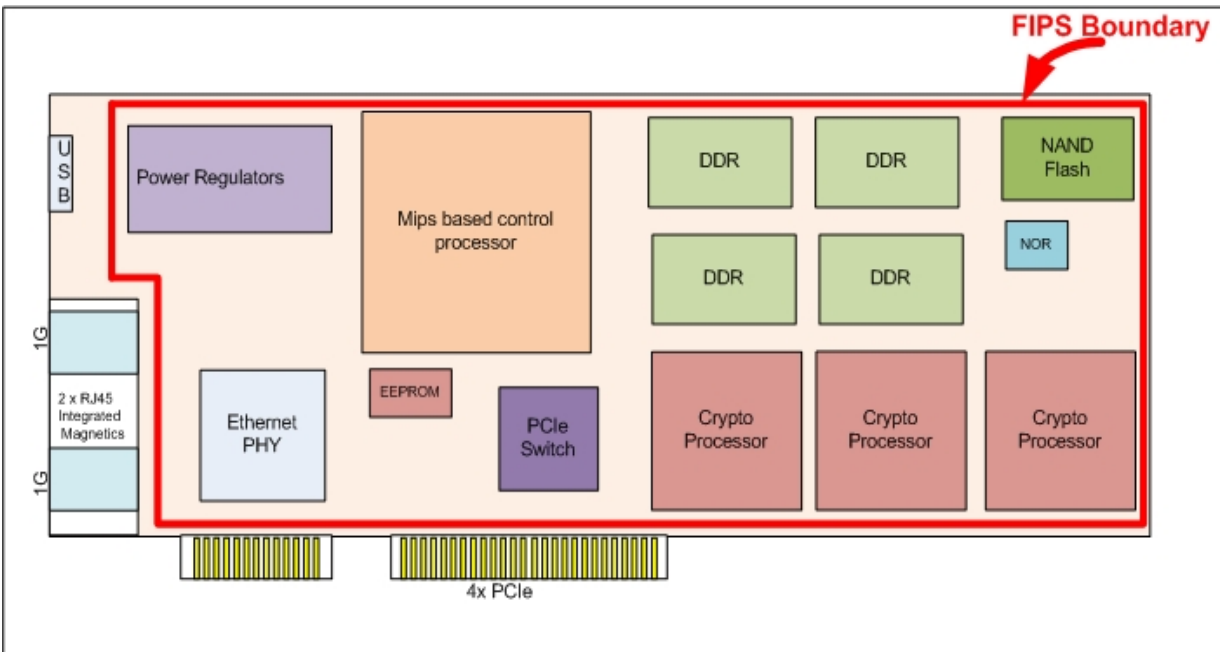 FIPS Boundary
U
S
B
Power Regulators
Mips based control
processor
DDR
DDR
NAND
Flash
NOR
DDR
DDR
1G
2 x RJ45
Integrated
Magnetics
1G
Ethernet
PHY
EEPROM
PCIe
Switch
Crypto
Processor
Crypto
Processor
Crypto
Processor
4x PCIe